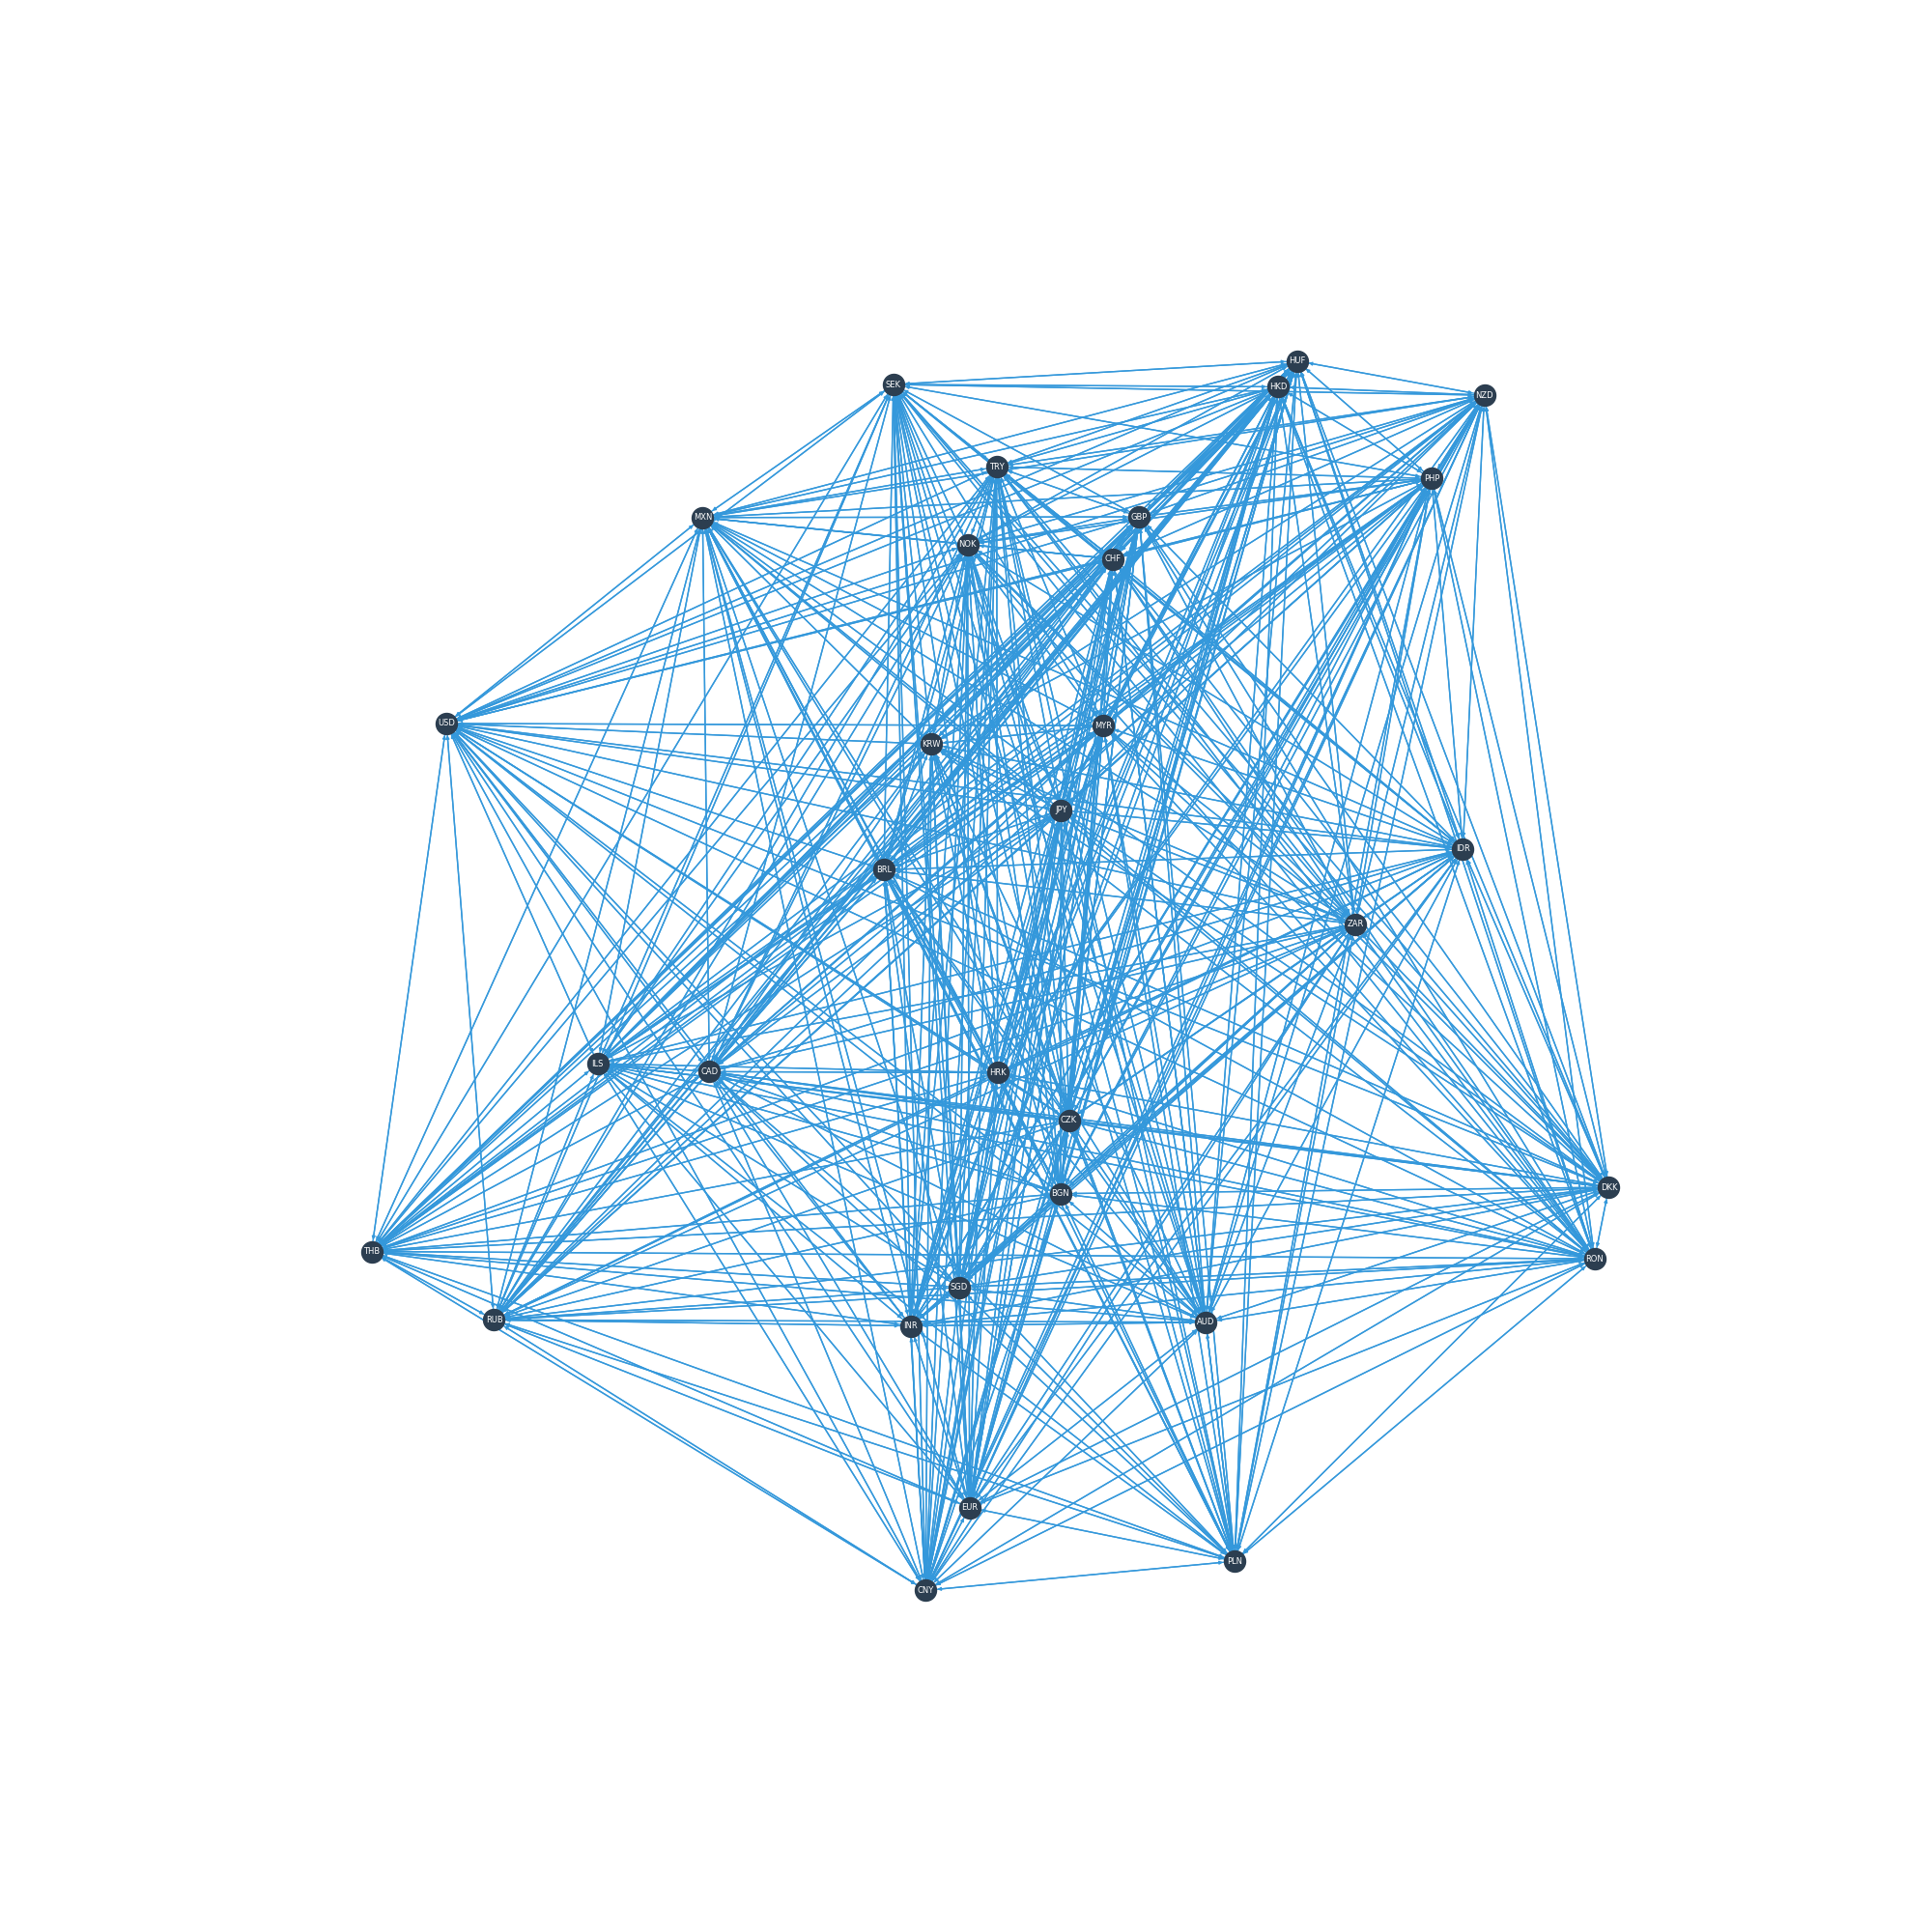 HUF
SEK
HKD
NZD
TRY
PHP
MXN
GBP
NOK
CHF
USD
MYR
KRW
JPY
IDR
BRL
ZAR
ILS
CAD
HRK
CZK
DKK
BGN
THB
RON
SGD
RUB
AUD
INR
EUR
PLN
CNY